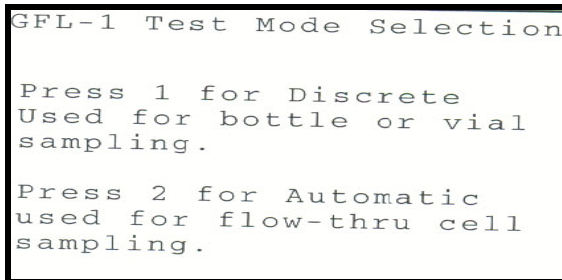 GFL-1 Test Mode Selection
Press 1 for Discrete
Used for bottle or vial
sampling.
Press 2 for Automatic
used for flow-thru cell
sampling.